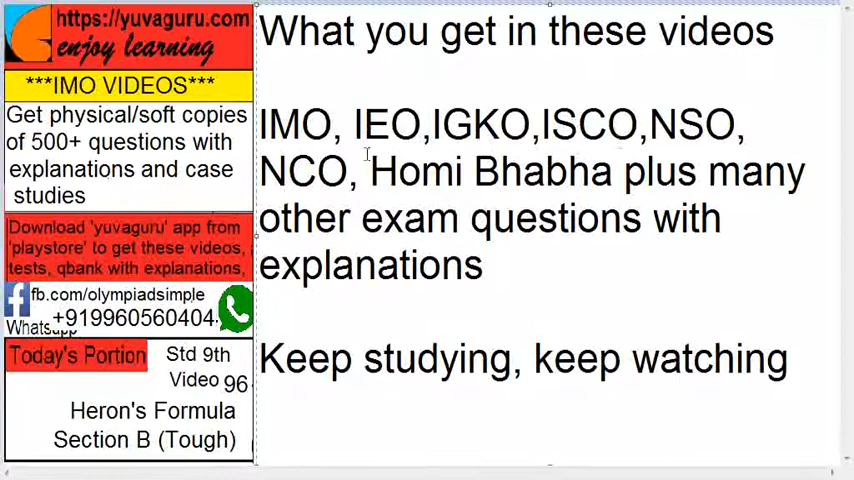 https://yuvaguru.com
enjoy learning
***IMO VIDEOS***
Get physical/soft copies
of 500+ questions with
explanations and case
studies
Download 'yuvaguru' app from
'playstore' to get these videos,
tests, qbank with explanations,
fb.com/olympiadsimple
+919960560404
Whatsapp
Today's Portion Std 9th
Video 96
Heron's Formula
Section B (Tough)
What you get in these videos
IMO, IEO,IGKO,ISCO,NSO,
NCO, Homi Bhabha plus many
other exam questions with
explanations
Keep studying, keep watching